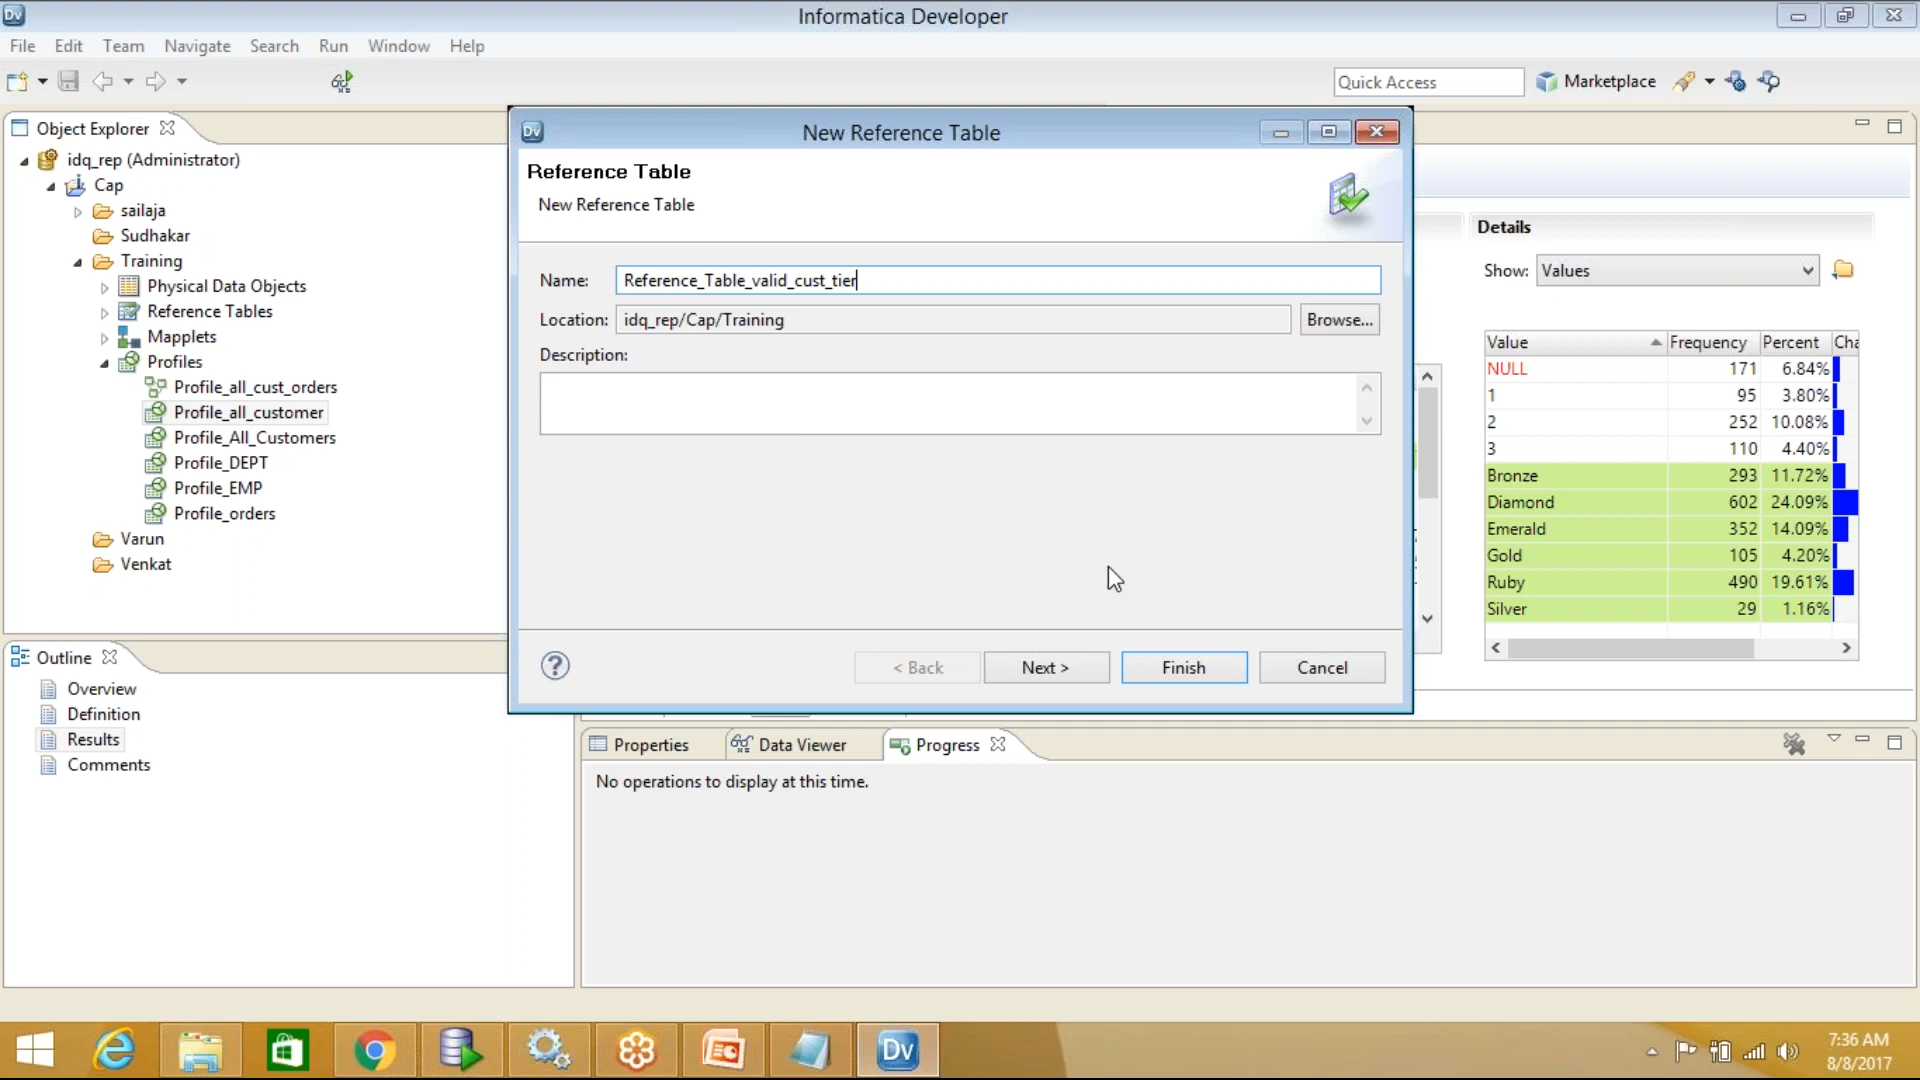 Dv
Informatica Developer
File Edit Team Navigate Search Run Window Help
Quick Access
Marketplace
Object Explorer
idq_rep (Administrator)
Cap
sailaja
Sudhakar
Training
Physical Data Objects
Reference Tables
Mapplets
Profiles
Profile_all_cust_orders
Profile_all_customer
Profile_All_Customers
Profile_DEPT
Profile_EMP
Profile_orders
Varun
Venkat
Outline
Overview
Definition
Results
Comments
Dv
New Reference Table
Reference Table
New Reference Table
Name: Reference_Table_valid_cust_tier
Location: idq_rep/Cap/Training Browse...
Description:
< Back Next > Finish Cancel
Details
Show: Values
Value Frequency Percent Cha
NULL 171 6.84%
1 95 3.80%
2 252 10.08%
3 110 4.40%
Bronze 293 11.72%
Diamond 602 24.09%
Emerald 352 14.09%
Gold 105 4.20%
Ruby 490 19.61%
Silver 29 1.16%
Properties Data Viewer Progress
No operations to display at this time.
Dv
7:36 AM
8/8/2017